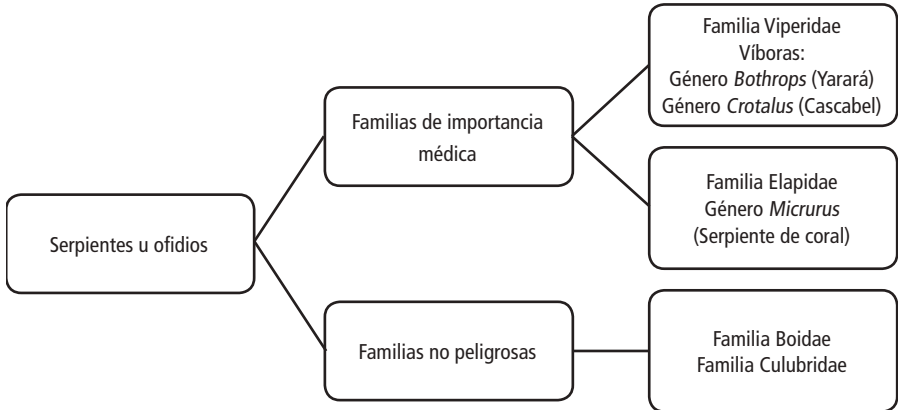 Serpientes u ofidios
Familias de importancia
médica
Familia Viperidae
Víboras:
Género Bothrops (Yarará)
Género Crotalus (Cascabel)
Familia Elapidae
Género Micrurus
(Serpiente de coral)
Familias no peligrosas
Familia Boidae
Familia Culubridae